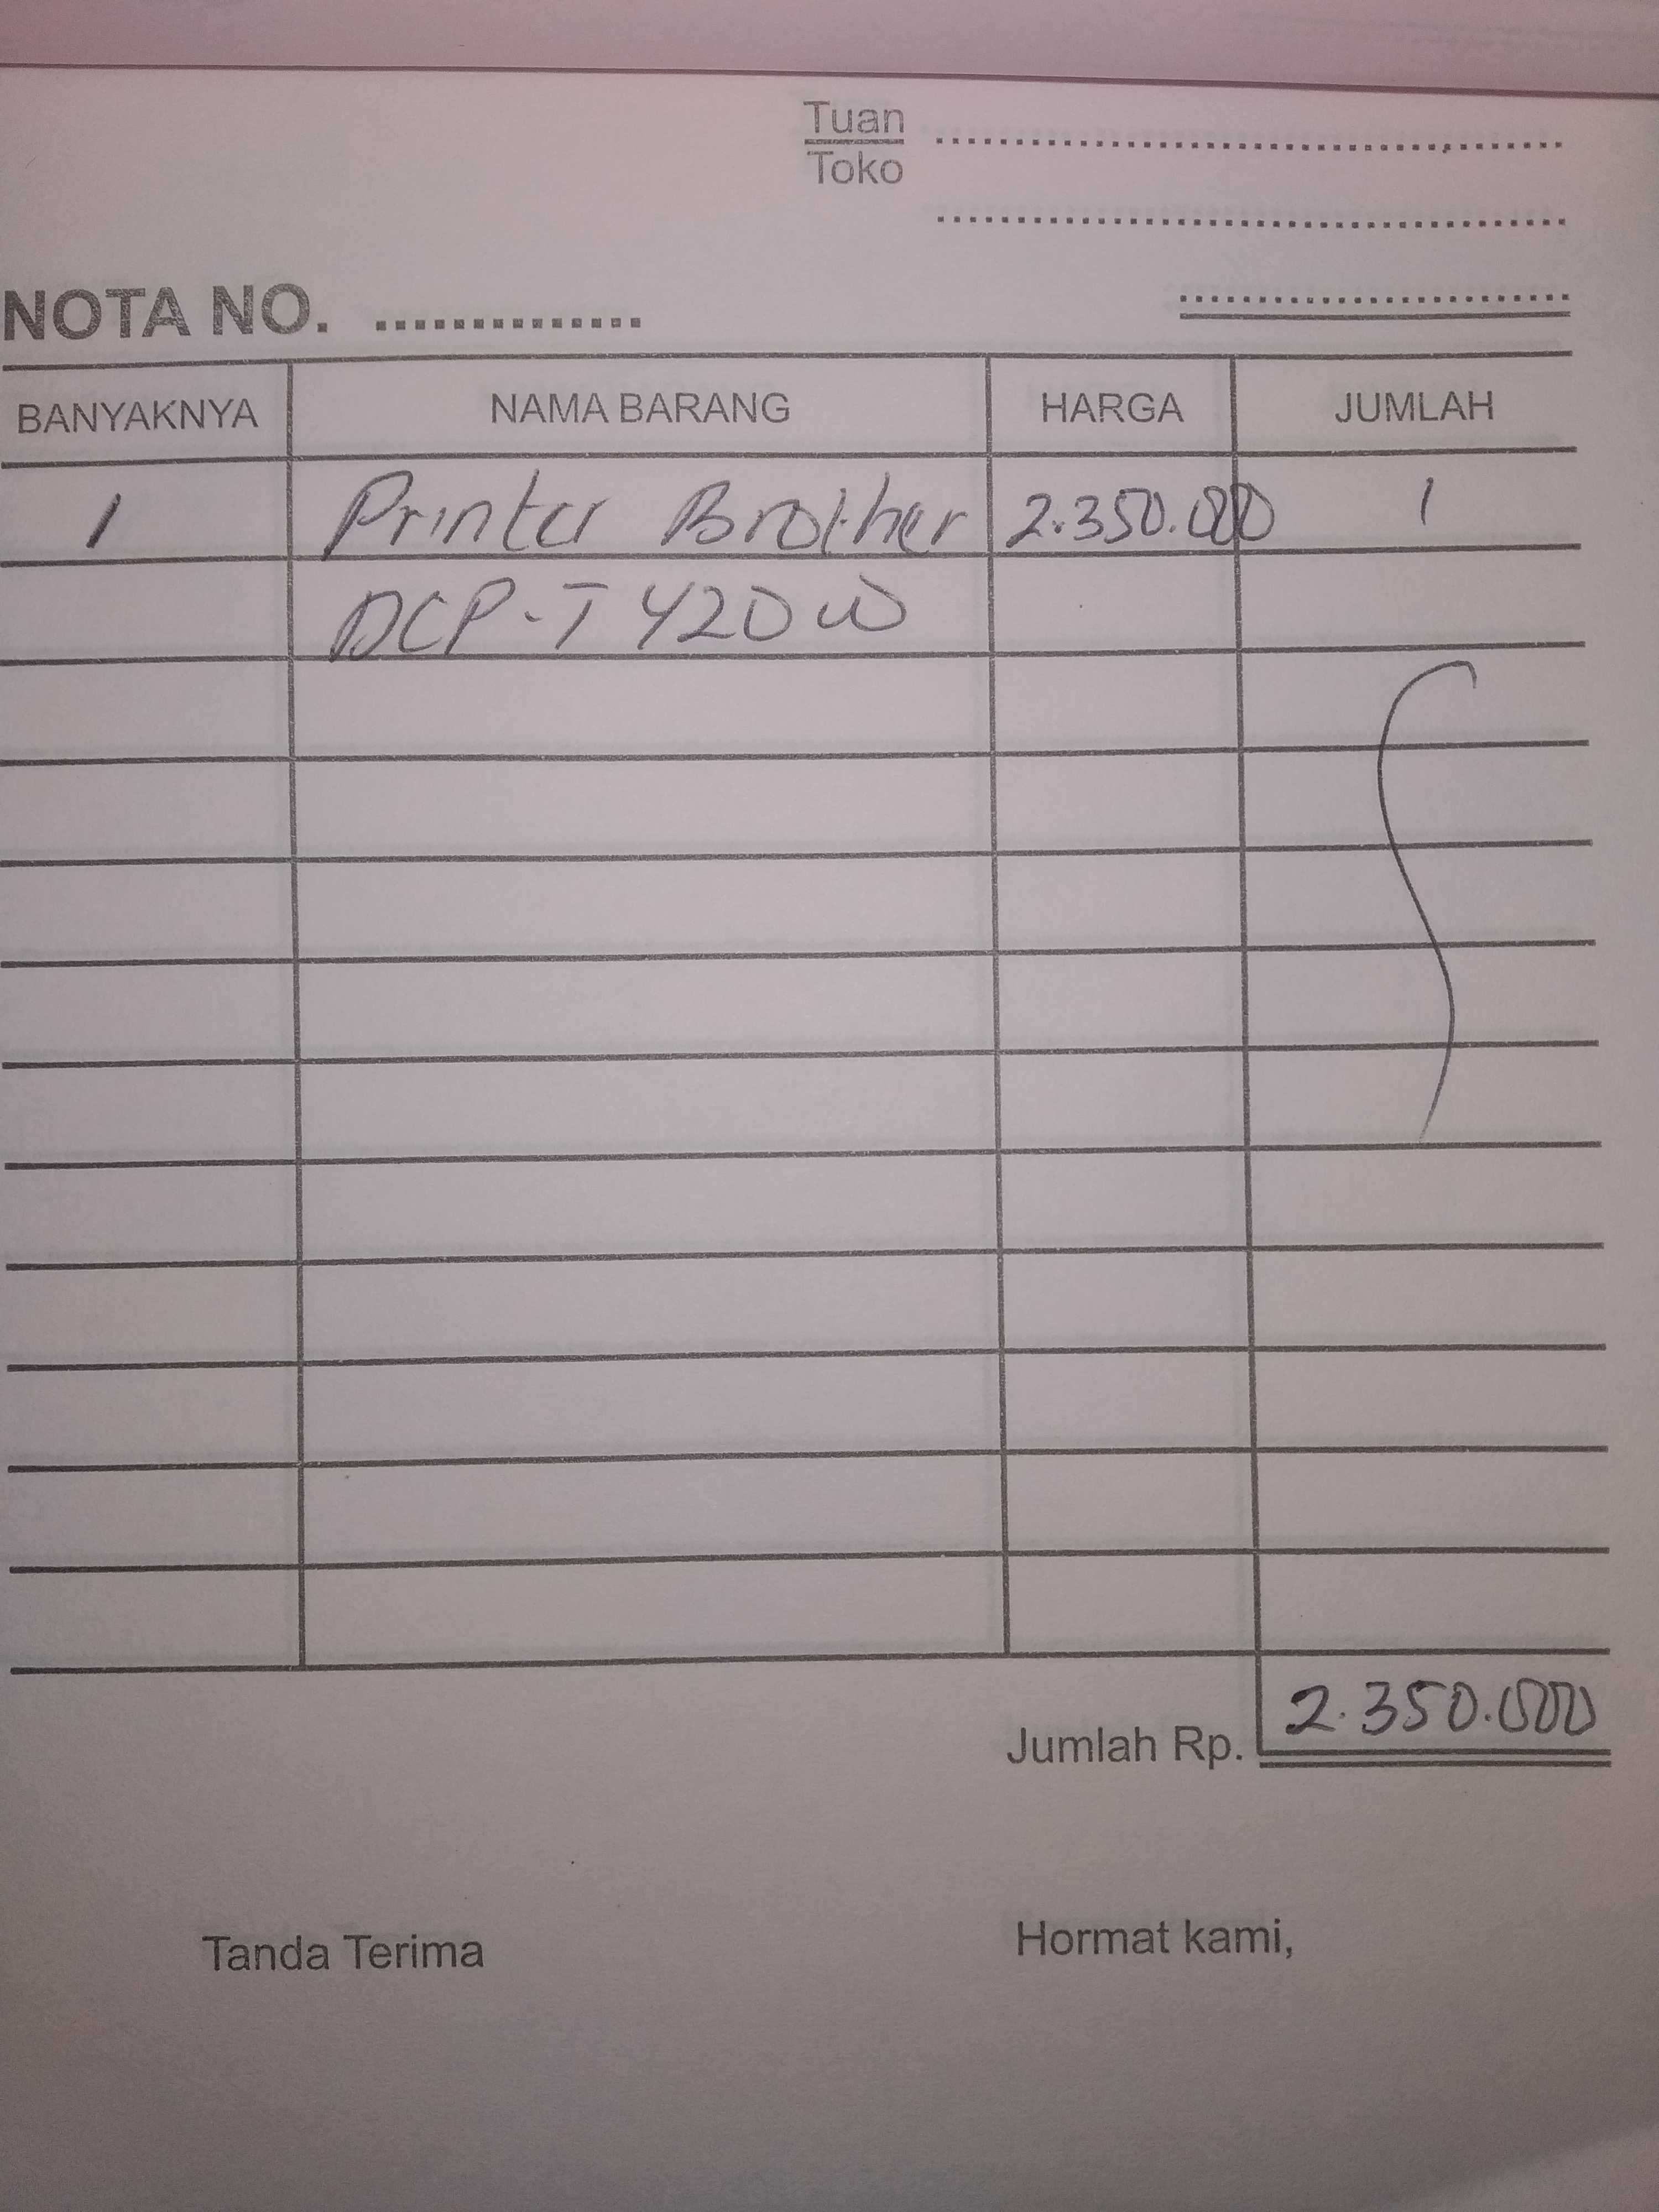 Tuan
Toko
NOTA NO. ..............
BANYAKNYA NAMA BARANG HARGA JUMLAH
1 Printer Brother 2.350.000 1
DCP-T420W
Jumlah Rp. 2.350.000
Tanda Terima Hormat kami,